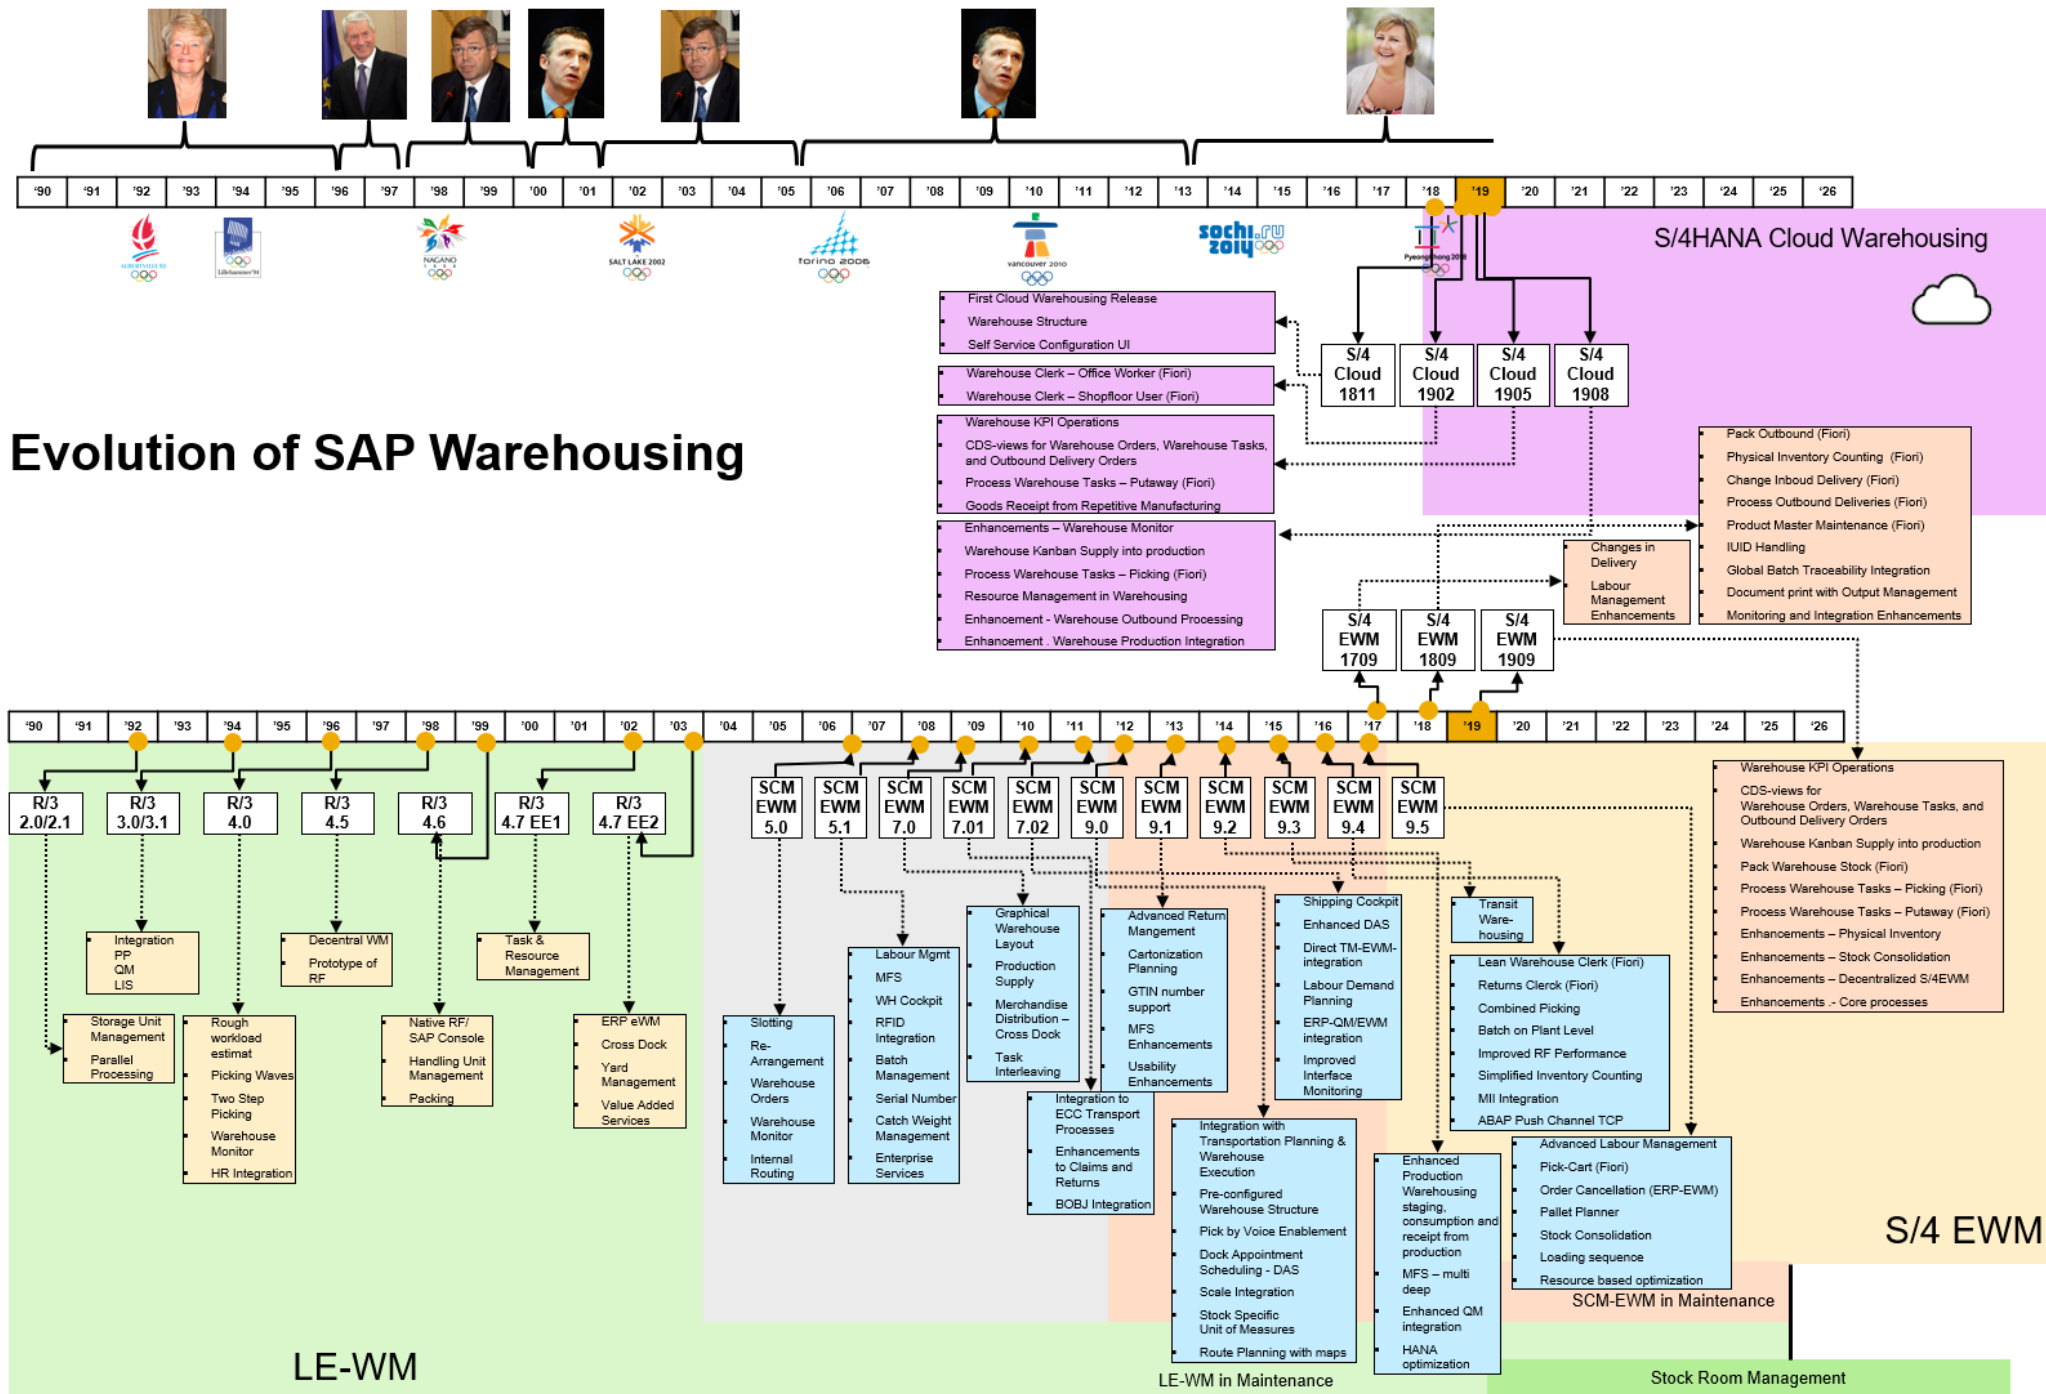 '90 '91 '92 '93 '94 '95 '96 '97 '98 '99 '00 '01 '02 '03 '04 '05 '06 '07 '08 '09 '10 '11 '12 '13 '14 '15 '16 '17 '18 '19 '20 '21 '22 '23 '24 '25 '26
ALBERTVILLE 92
Lillehammer'94
NAGANO
1998
SALT LAKE 2002
torino 2006
vancouver 2010
sochi.ru
2014
PyeongChang 2018
S/4HANA Cloud Warehousing
First Cloud Warehousing Release
Warehouse Structure
Self Service Configuration UI
S/4
Cloud
1811
S/4
Cloud
1902
S/4
Cloud
1905
S/4
Cloud
1908
Warehouse Clerk – Office Worker (Fiori)
Warehouse Clerk – Shopfloor User (Fiori)
Evolution of SAP Warehousing
Warehouse KPI Operations
CDS-views for Warehouse Orders, Warehouse Tasks,
and Outbound Delivery Orders
Process Warehouse Tasks – Putaway (Fiori)
Goods Receipt from Repetitive Manufacturing
Enhancements – Warehouse Monitor
Warehouse Kanban Supply into production
Process Warehouse Tasks – Picking (Fiori)
Resource Management in Warehousing
Enhancement - Warehouse Outbound Processing
Enhancement . Warehouse Production Integration
Pack Outbound (Fiori)
Physical Inventory Counting (Fiori)
Change Inboud Delivery (Fiori)
Process Outbound Deliveries (Fiori)
Product Master Maintenance (Fiori)
IUID Handling
Global Batch Traceability Integration
Document print with Output Management
Monitoring and Integration Enhancements
Changes in
Delivery
Labour
Management
Enhancements
S/4
EWM
1709
S/4
EWM
1809
S/4
EWM
1909
'90 '91 '92 '93 '94 '95 '96 '97 '98 '99 '00 '01 '02 '03 '04 '05 '06 '07 '08 '09 '10 '11 '12 '13 '14 '15 '16 '17 '18 '19 '20 '21 '22 '23 '24 '25 '26
R/3
2.0/2.1
R/3
3.0/3.1
R/3
4.0
R/3
4.5
R/3
4.6
R/3
4.7 EE1
R/3
4.7 EE2
SCM
EWM
5.0
SCM
EWM
5.1
SCM
EWM
7.0
SCM
EWM
7.01
SCM
EWM
7.02
SCM
EWM
9.0
SCM
EWM
9.1
SCM
EWM
9.2
SCM
EWM
9.3
SCM
EWM
9.4
SCM
EWM
9.5
Integration
PP
QM
LIS
Decentral WM
Prototype of
RF
Task &
Resource
Management
Storage Unit
Management
Parallel
Processing
Rough
workload
estimat
Picking Waves
Two Step
Picking
Warehouse
Monitor
HR Integration
Native RF/
SAP Console
Handling Unit
Management
Packing
ERP eWM
Cross Dock
Yard
Management
Value Added
Services
Slotting
Re-
Arrangement
Warehouse
Orders
Warehouse
Monitor
Internal
Routing
Labour Mgmt
MFS
WH Cockpit
RFID
Integration
Batch
Management
Serial Number
Catch Weight
Management
Enterprise
Services
Graphical
Warehouse
Layout
Production
Supply
Merchandise
Distribution –
Cross Dock
Task
Interleaving
Integration to
ECC Transport
Processes
Enhancements
to Claims and
Returns
BOBJ Integration
Advanced Return
Mangement
Cartonization
Planning
GTIN number
support
MFS
Enhancements
Usability
Enhancements
Integration with
Transportation Planning &
Warehouse
Execution
Pre-configured
Warehouse Structure
Pick by Voice Enablement
Dock Appointment
Scheduling - DAS
Scale Integration
Stock Specific
Unit of Measures
Route Planning with maps
Shipping Cockpit
Enhanced DAS
Direct TM-EWM-
integration
Labour Demand
Planning
ERP-QM/EWM
integration
Improved
Interface
Monitoring
Enhanced
Production
Warehousing
staging,
consumption and
receipt from
production
MFS – multi
deep
Enhanced QM
integration
HANA
optimization
Transit
Ware-
housing
Lean Warehouse Clerk (Fiori)
Returns Clerck (Fiori)
Combined Picking
Batch on Plant Level
Improved RF Performance
Simplified Inventory Counting
MII Integration
ABAP Push Channel TCP
Advanced Labour Management
Pick-Cart (Fiori)
Order Cancellation (ERP-EWM)
Pallet Planner
Stock Consolidation
Loading sequence
Resource based optimization
Warehouse KPI Operations
CDS-views for
Warehouse Orders, Warehouse Tasks, and
Outbound Delivery Orders
Warehouse Kanban Supply into production
Pack Warehouse Stock (Fiori)
Process Warehouse Tasks – Picking (Fiori)
Process Warehouse Tasks – Putaway (Fiori)
Enhancements – Physical Inventory
Enhancements – Stock Consolidation
Enhancements – Decentralized S/4EWM
Enhancements .- Core processes
S/4 EWM
SCM-EWM in Maintenance
LE-WM
LE-WM in Maintenance
Stock Room Management